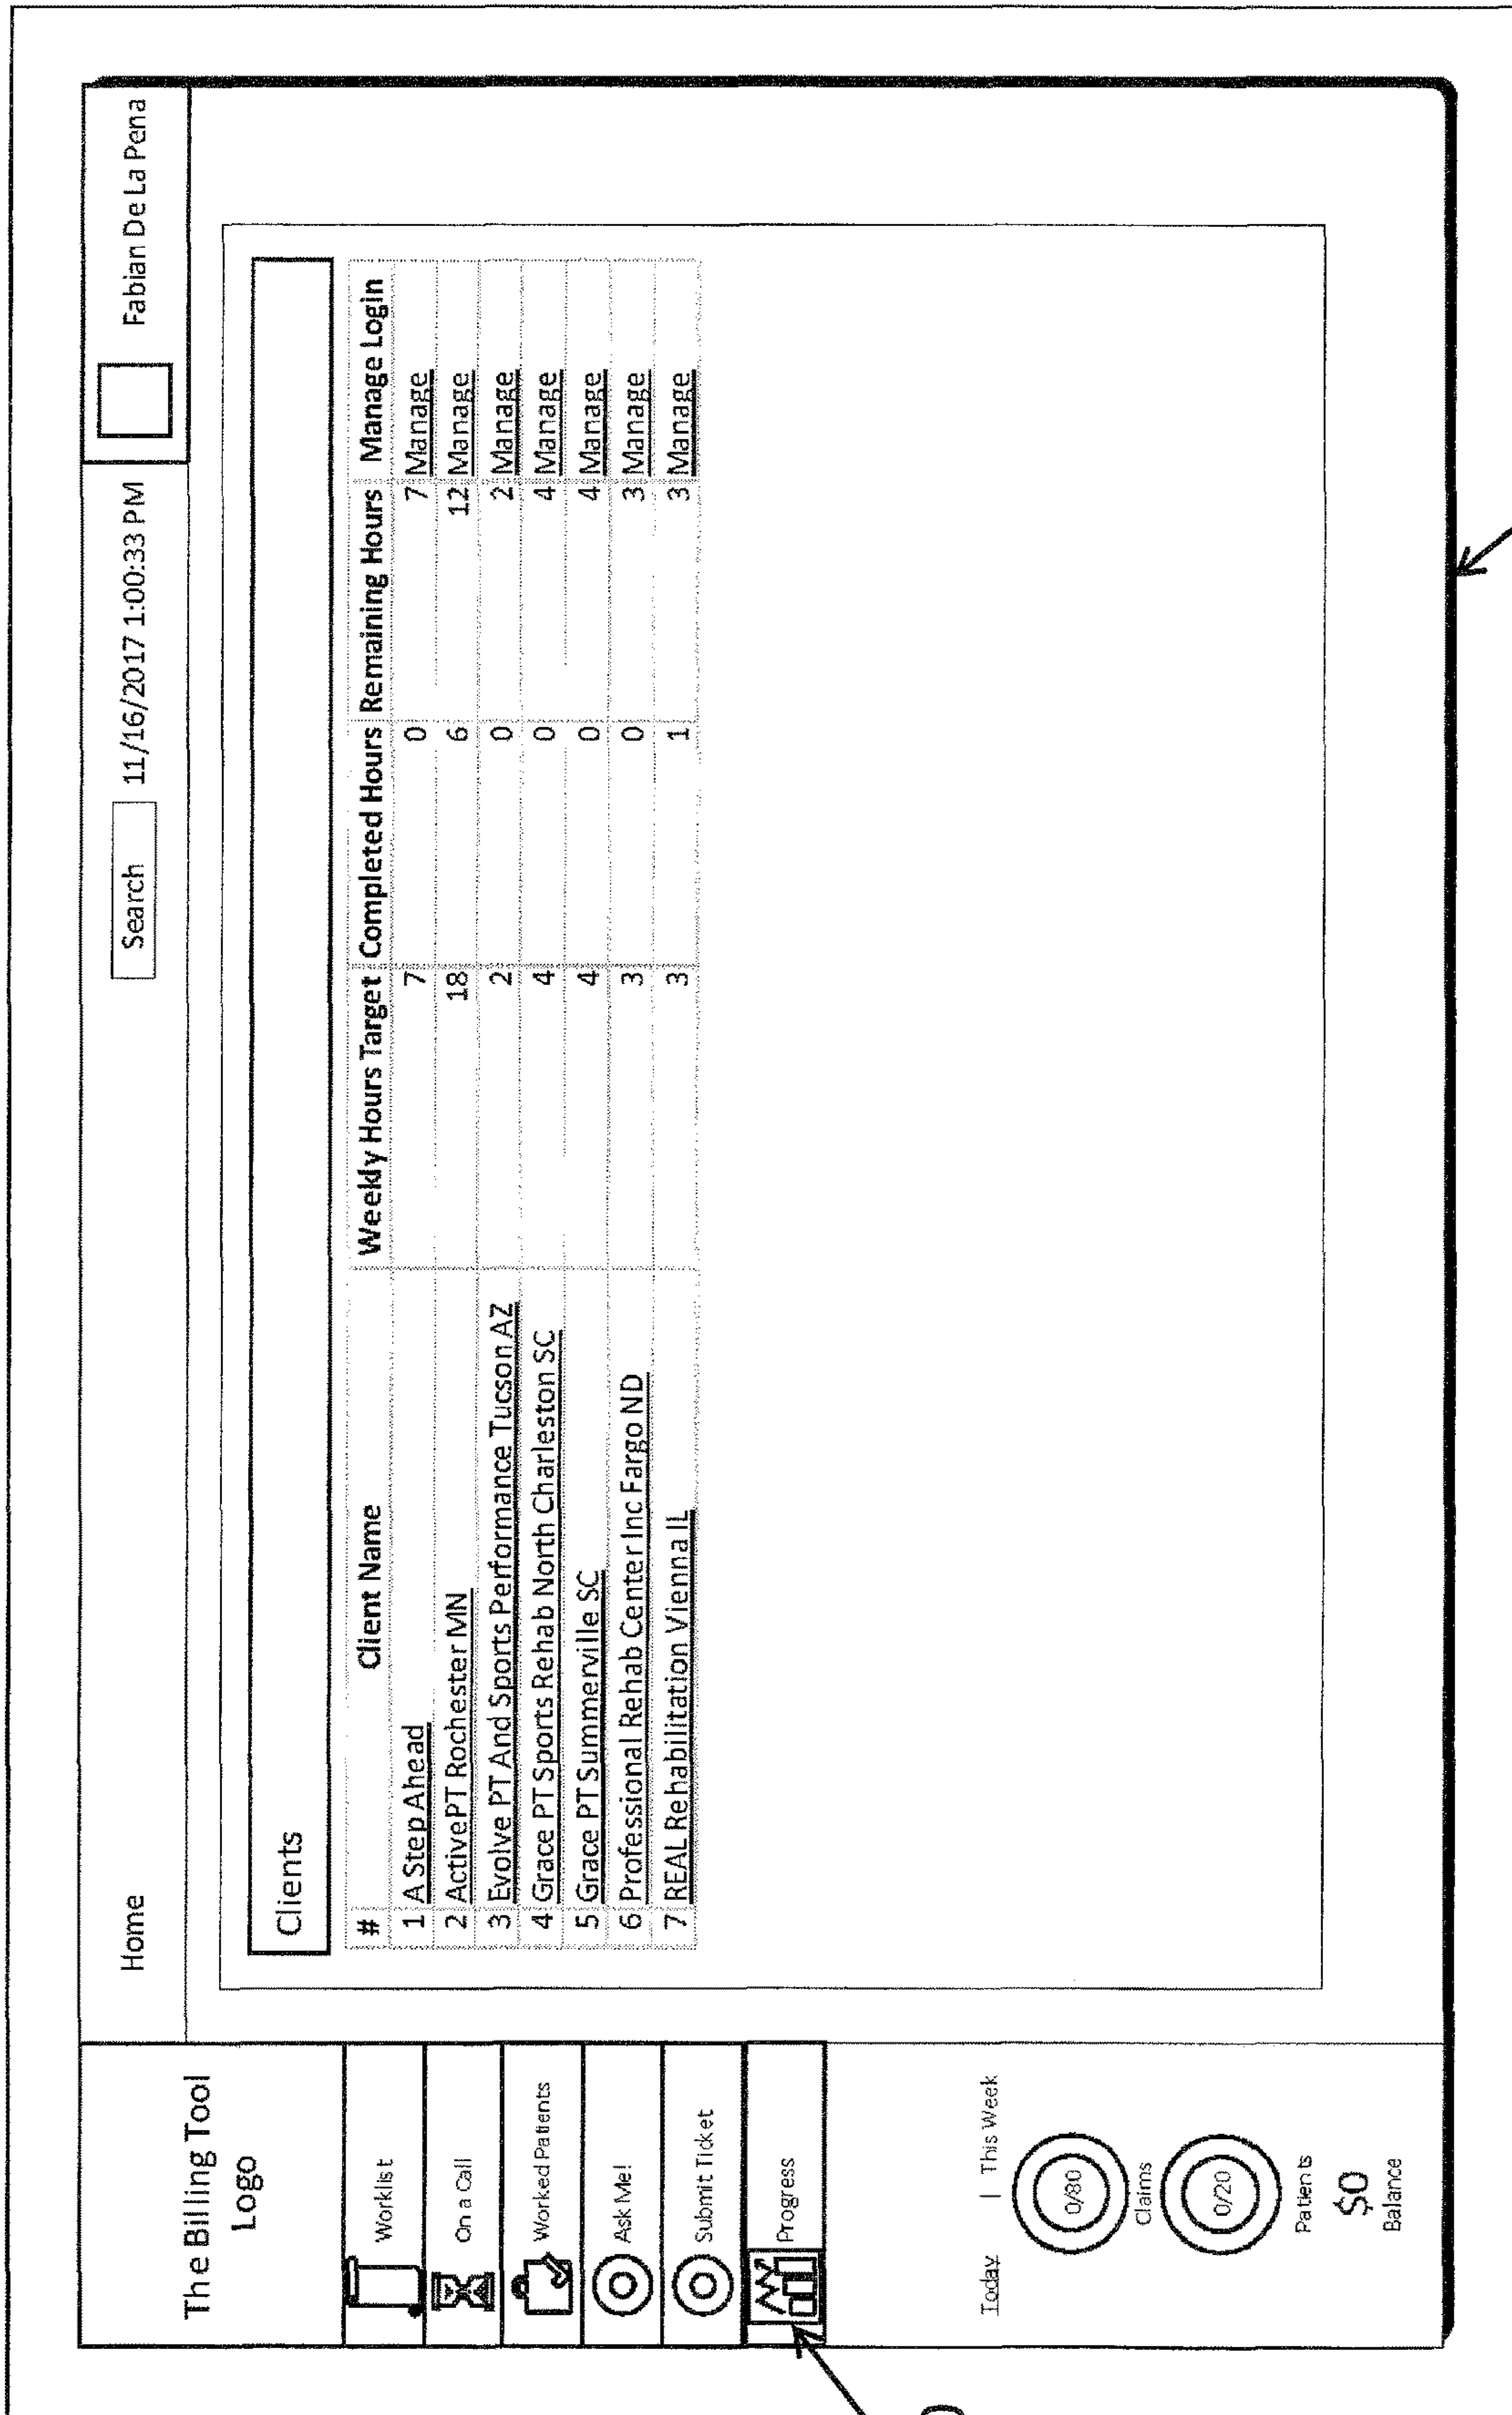 The Billing Tool
Logo
Home
Search 11/16/2017 1:00:33 PM
Fabian De La Pena
Worklist
On a Call
Worked Patients
Ask Me!
Submit Ticket
Progress
Today | This Week
0/80
Claims
0/20
Patients
$0
Balance
Clients
# Client Name Weekly Hours Target Completed Hours Remaining Hours Manage Login
1 A Step Ahead 7 0 7 Manage
2 ActivePT Rochester MN 18 6 12 Manage
3 Evolve PT And Sports Performance Tucson AZ 2 0 2 Manage
4 Grace PT Sports Rehab North Charleston SC 4 0 4 Manage
5 Grace PT Summerville SC 4 0 4 Manage
6 Professional Rehab Center Inc Fargo ND 3 0 3 Manage
7 REAL Rehabilitation Vienna IL 3 1 3 Manage